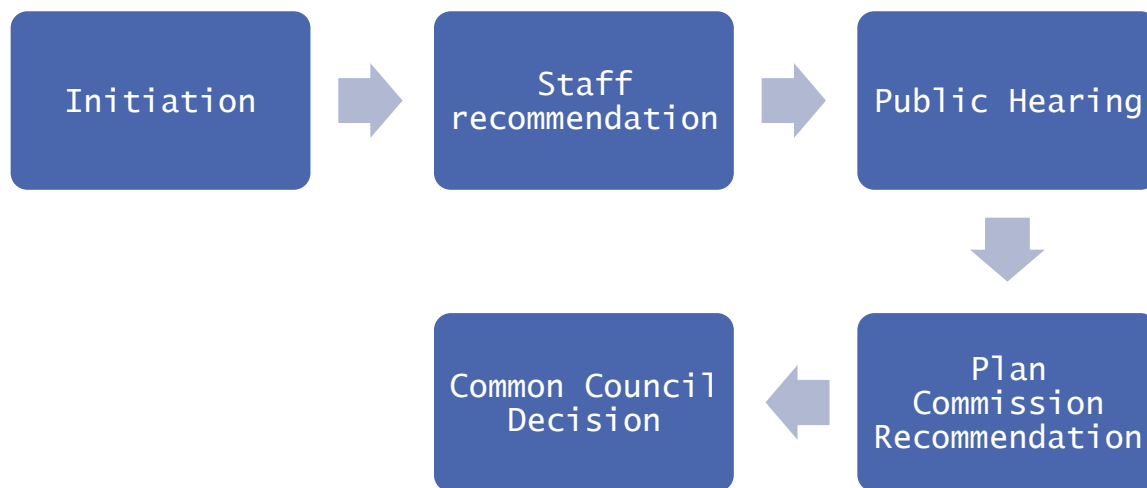 Initiation
Staff
recommendation
Public Hearing
Plan
Commission
Recommendation
Common Council
Decision